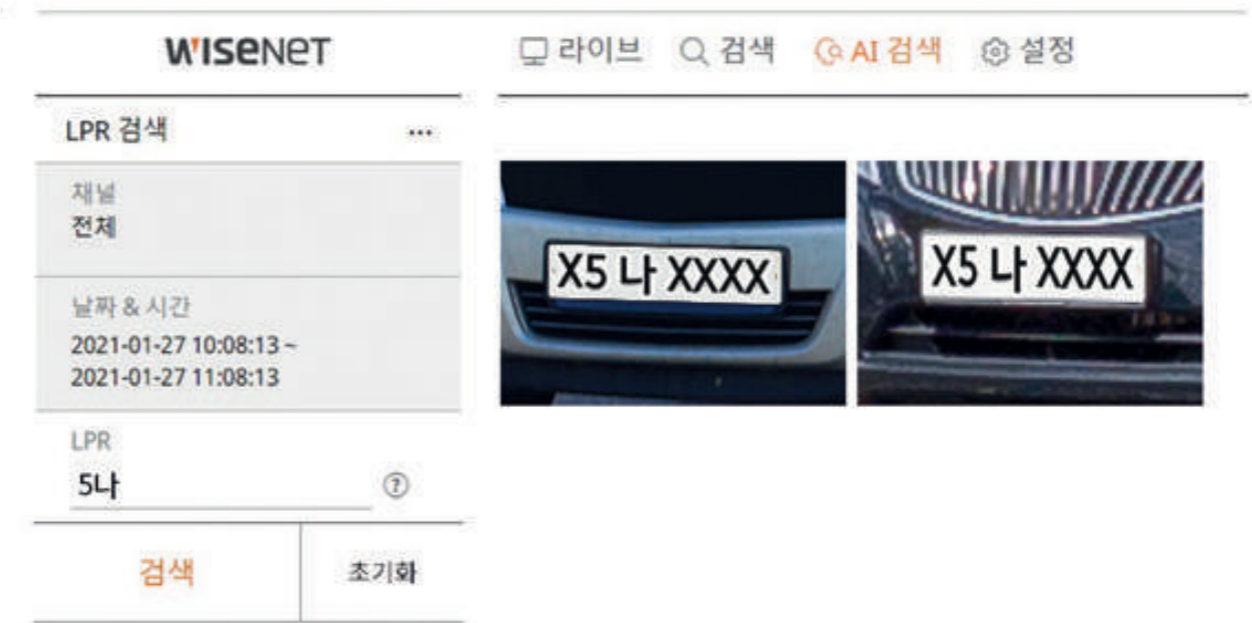 WISENET
라이브 검색 AI 검색 설정
LPR 검색 ...
채널
전체
날짜 & 시간
2021-01-27 10:08:13 ~
2021-01-27 11:08:13
LPR
5나 ?
검색 초기화
X5 나 XXXX
X5 나 XXXX